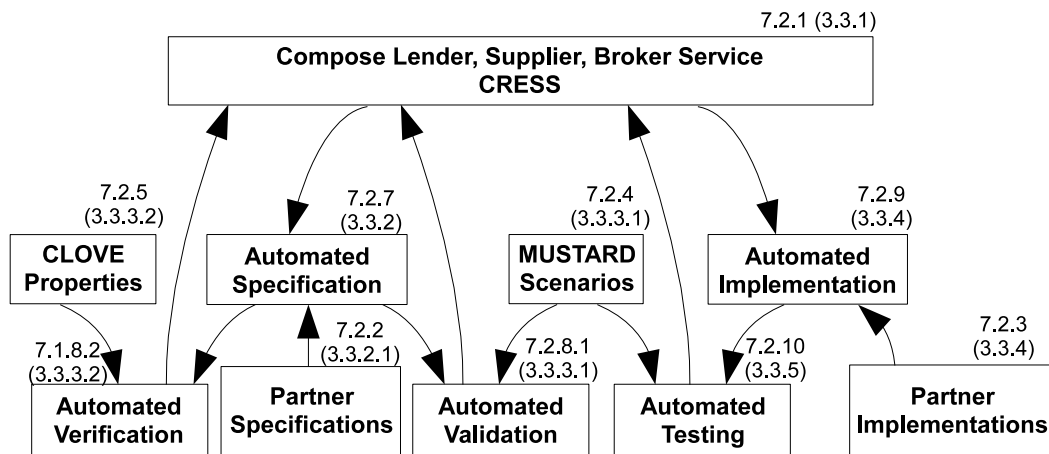 7.2.1 (3.3.1)
Compose Lender, Supplier, Broker Service
CRESS
7.2.5
(3.3.3.2)
7.2.7
(3.3.2)
7.2.4
(3.3.3.1)
7.2.9
(3.3.4)
CLOVE
Properties
Automated
Specification
MUSTARD
Scenarios
Automated
Implementation
7.1.8.2
(3.3.3.2)
7.2.2
(3.3.2.1)
7.2.8.1
(3.3.3.1)
7.2.10
(3.3.5)
7.2.3
(3.3.4)
Automated
Verification
Partner
Specifications
Automated
Validation
Automated
Testing
Partner
Implementations